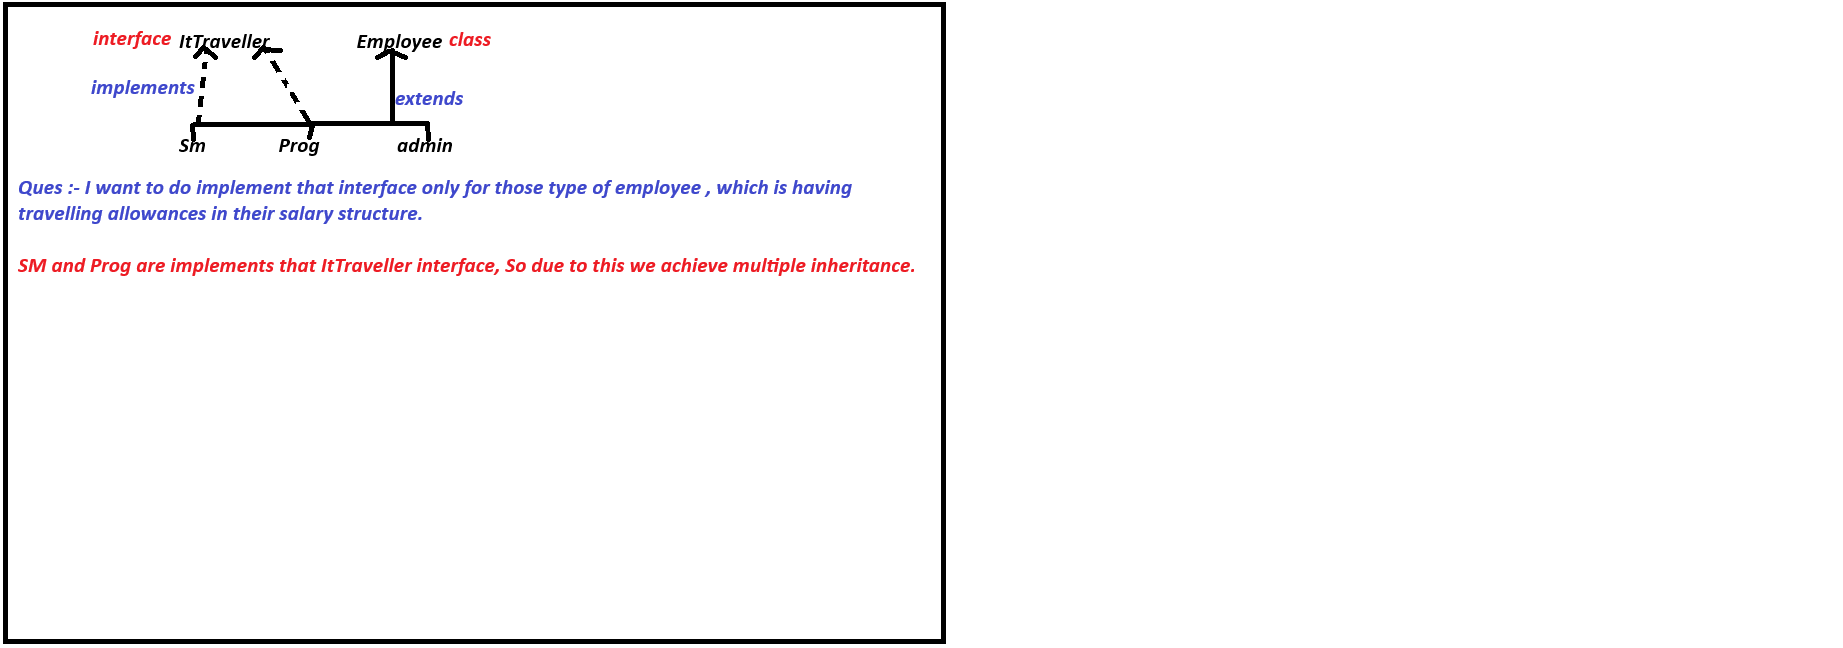 interface ItTraveller Employee class
implements
extends
Sm Prog admin
Ques :- I want to do implement that interface only for those type of employee , which is having
travelling allowances in their salary structure.
SM and Prog are implements that ItTraveller interface, So due to this we achieve multiple inheritance.